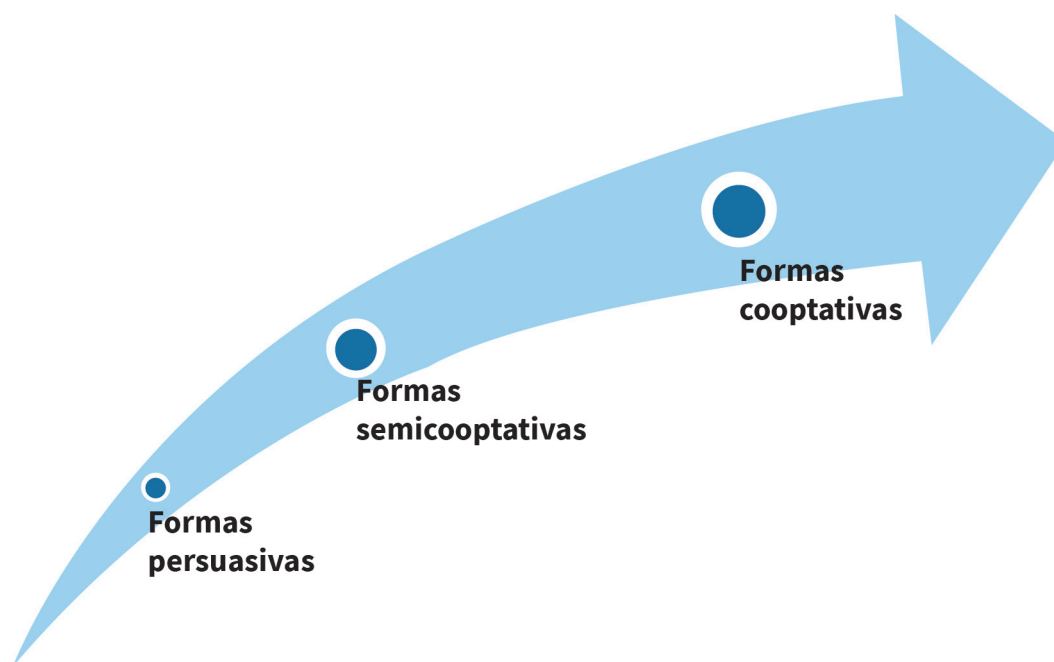 Formas
cooptativas
Formas
semicooptativas
Formas
persuasivas